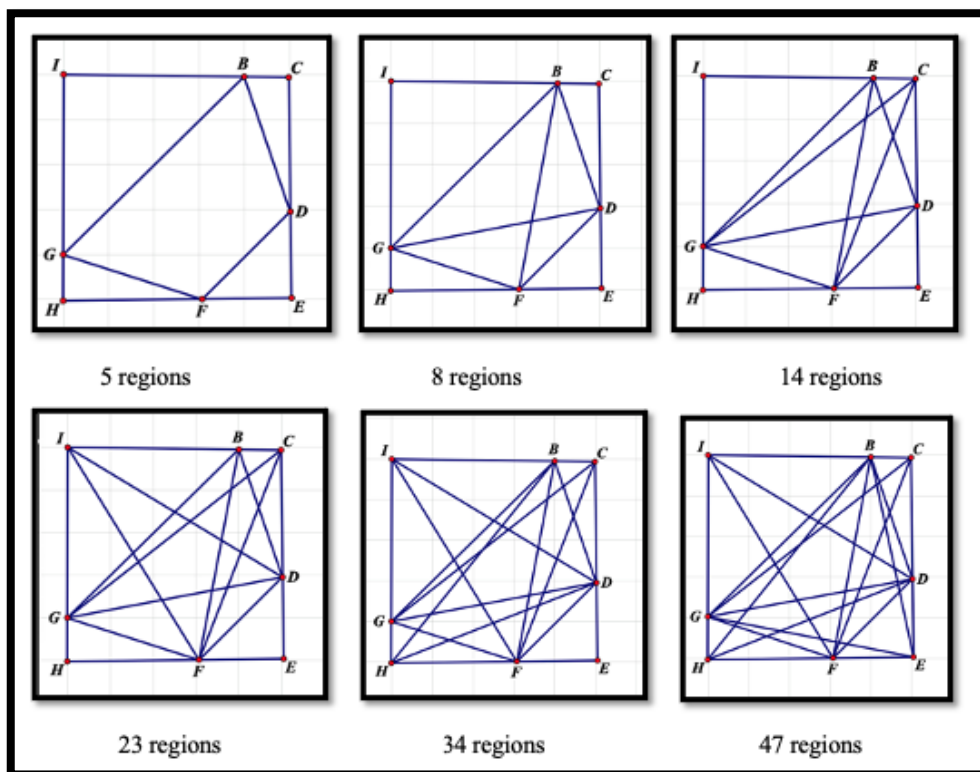 I B C
D
G
H F E
I B C
D
G
H F E
I B C
D
G
H F E
5 regions
8 regions
14 regions
I B C
D
G
H F E
I B C
D
G
H F E
I B C
D
G
H F E
23 regions
34 regions
47 regions